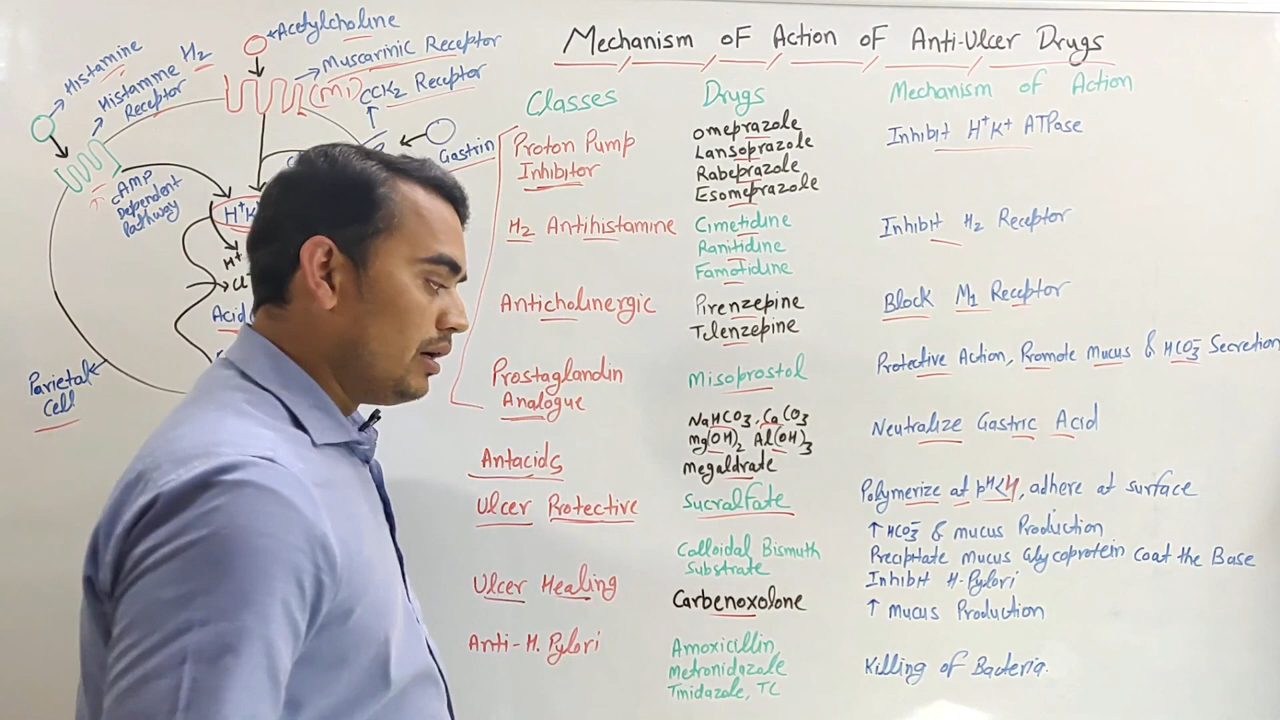 Mechanism of Action of Anti-Ulcer Drugs
Acetylcholine
Muscarinic Receptor
(M1)
CCK2 Receptor
Gastrin
Histamine
Histamine H2
Receptor
↑ cAMP
Dependent
Pathway
H+K
H+
Cl
Acid
Parietal
Cell
Classes Drugs Mechanism of Action
Proton Pump
Inhibitor
Omeprazole
Lansoprazole
Rabeprazole
Esomeprazole
Inhibit H+K+ ATPase
H2 Antihistamine
Cimetidine
Ranitidine
Famotidine
Inhibit H2 Receptor
Anticholinergic
Pirenzepine
Telenzepine
Block M1 Receptor
Prostaglandin
Analogue
Misoprostol
Protective Action, Promote Mucus & HCO3- Secretion
Antacids
NaHCO3, CaCO3
mg(OH)2 Al(OH)3
megaldrate
Neutralize Gastric Acid
Ulcer Protective
Sucralfate
Polymerize at pH<4, adhere at surface
↑ HCO3- & mucus Production
Colloidal Bismuth
Substrate
Precipitate mucus Glycoprotein Coat the Base
Inhibit H-Pylori
Ulcer Healing
Carbenoxolone
↑ mucus Production
Anti-H. Pylori
Amoxicillin
Metronidazole
Tinidazole, TC
Killing of Bacteria.